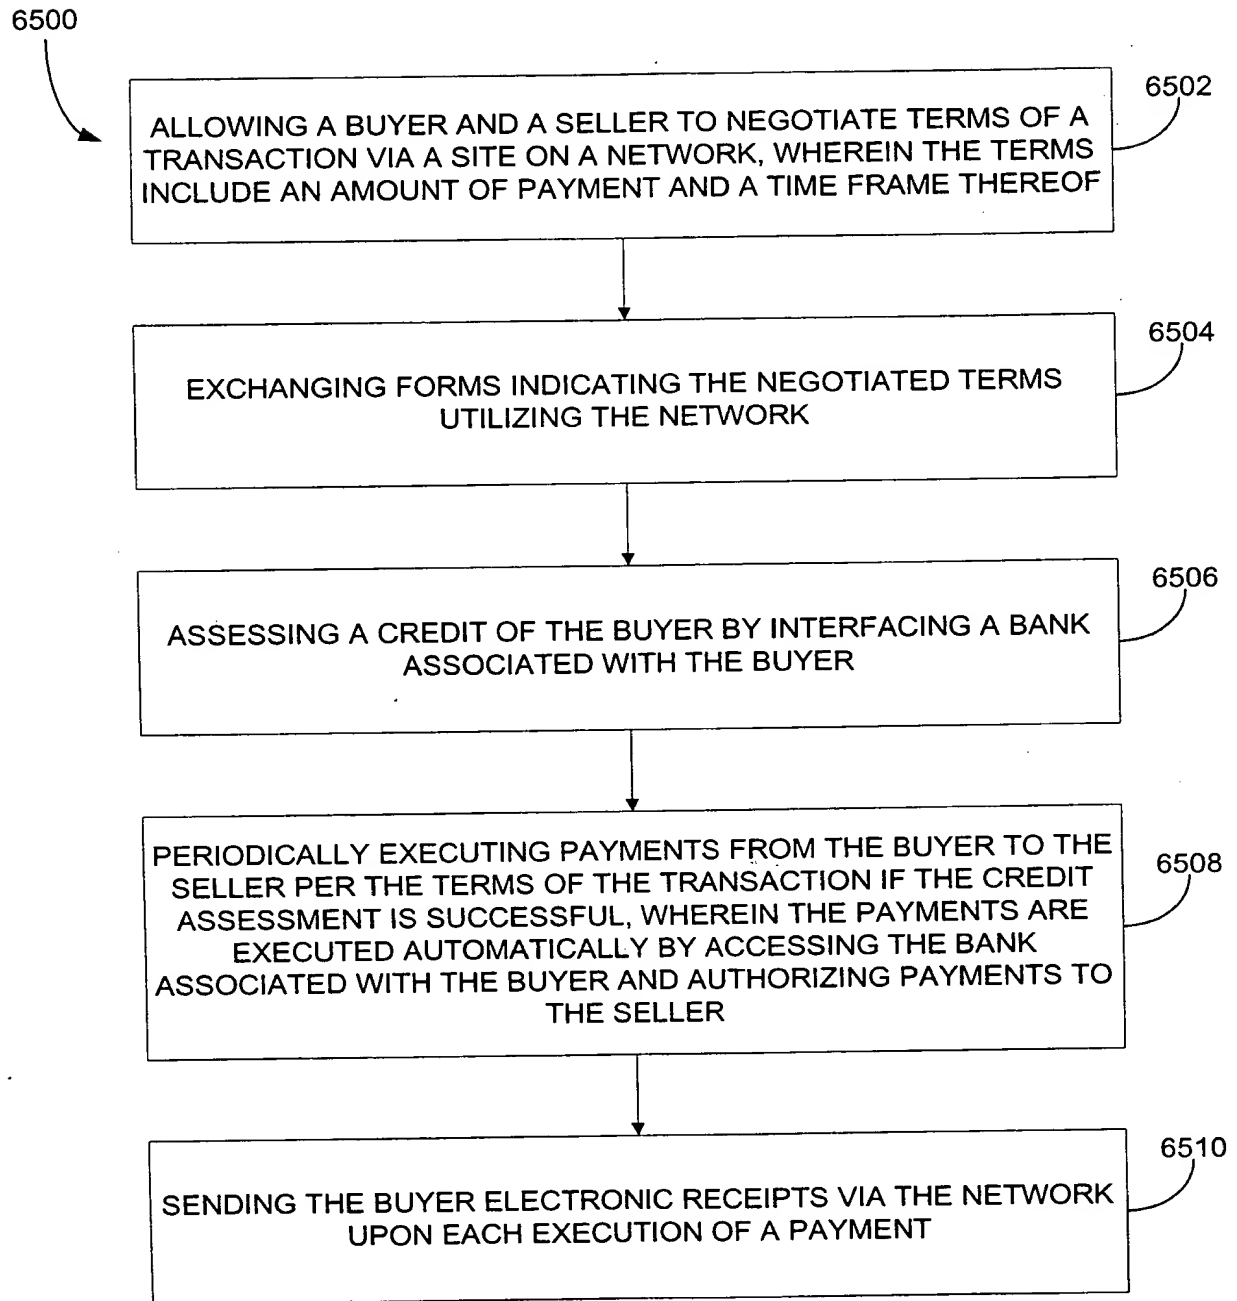 6500
6502
ALLOWING A BUYER AND A SELLER TO NEGOTIATE TERMS OF A
TRANSACTION VIA A SITE ON A NETWORK, WHEREIN THE TERMS
INCLUDE AN AMOUNT OF PAYMENT AND A TIME FRAME THEREOF
6504
EXCHANGING FORMS INDICATING THE NEGOTIATED TERMS
UTILIZING THE NETWORK
6506
ASSESSING A CREDIT OF THE BUYER BY INTERFACING A BANK
ASSOCIATED WITH THE BUYER
6508
PERIODICALLY EXECUTING PAYMENTS FROM THE BUYER TO THE
SELLER PER THE TERMS OF THE TRANSACTION IF THE CREDIT
ASSESSMENT IS SUCCESSFUL, WHEREIN THE PAYMENTS ARE
EXECUTED AUTOMATICALLY BY ACCESSING THE BANK
ASSOCIATED WITH THE BUYER AND AUTHORIZING PAYMENTS TO
THE SELLER
6510
SENDING THE BUYER ELECTRONIC RECEIPTS VIA THE NETWORK
UPON EACH EXECUTION OF A PAYMENT